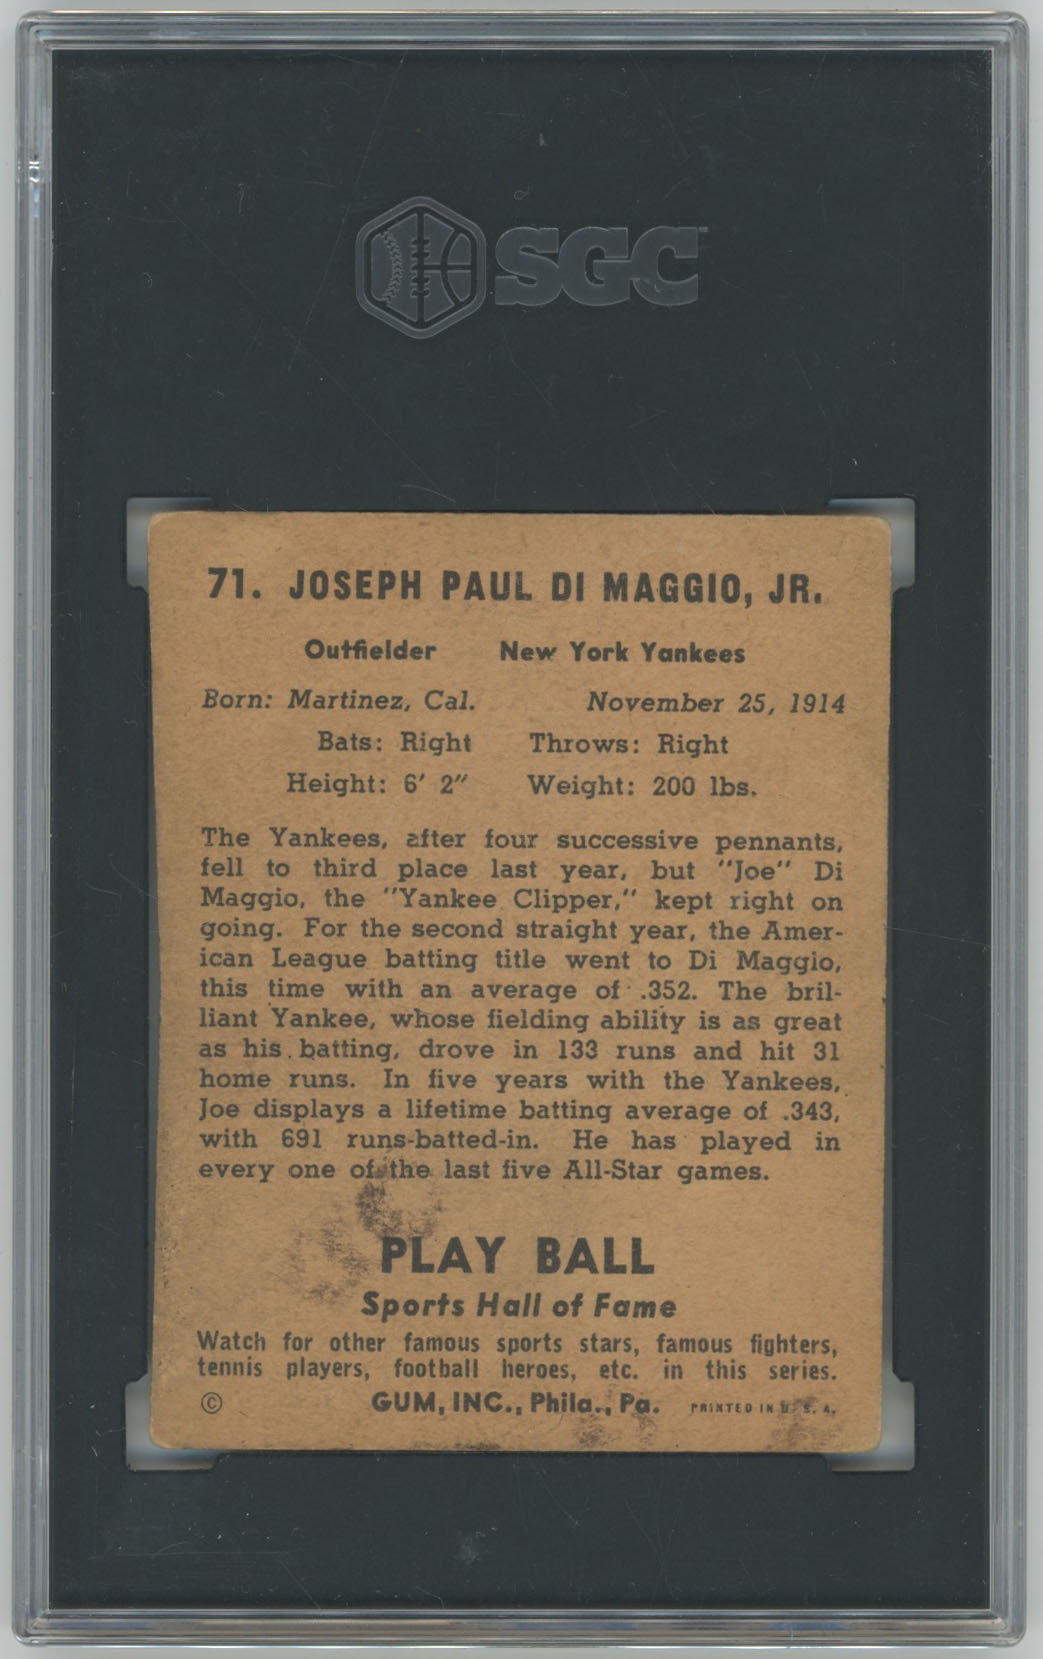 SGC
71. JOSEPH PAUL DI MAGGIO, JR.
Outfielder New York Yankees
Born: Martinez, Cal. November 25, 1914
Bats: Right Throws: Right
Height: 6' 2" Weight: 200 lbs.
The Yankees, after four successive pennants,
fell to third place last year, but "Joe" Di
Maggio, the "Yankee Clipper," kept right on
going. For the second straight year, the Amer-
ican League batting title went to Di Maggio,
this time with an average of .352. The bril-
liant Yankee, whose fielding ability is as great
as his batting, drove in 133 runs and hit 31
home runs. In five years with the Yankees,
Joe displays a lifetime batting average of .343,
with 691 runs-batted-in. He has played in
every one of the last five All-Star games.
PLAY BALL
Sports Hall of Fame
Watch for other famous sports stars, famous fighters,
tennis players, football heroes, etc. in this series.
© GUM, INC., Phila., Pa. PRINTED IN U. S. A.